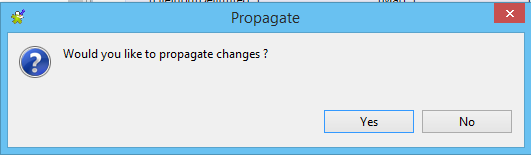 Propagate
Would you like to propagate changes ?
Yes
No